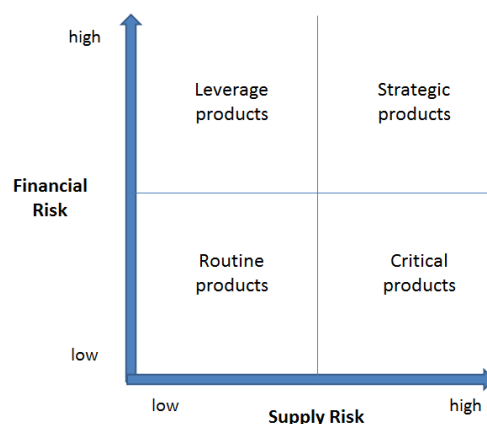 high
Leverage
products
Strategic
products
Financial
Risk
Routine
products
Critical
products
low
low
high
Supply Risk